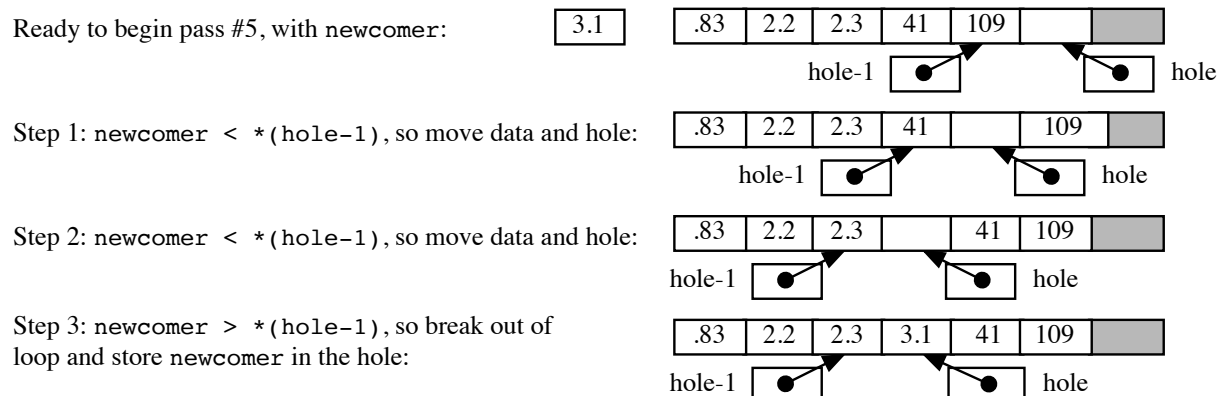 Ready to begin pass #5, with newcomer: 3.1 .83 2.2 2.3 41 109
hole-1 hole
Step 1: newcomer < *(hole-1), so move data and hole: .83 2.2 2.3 41 109
hole-1 hole
Step 2: newcomer < *(hole-1), so move data and hole: .83 2.2 2.3 41 109
hole-1 hole
Step 3: newcomer > *(hole-1), so break out of
loop and store newcomer in the hole:
.83 2.2 2.3 3.1 41 109
hole-1 hole